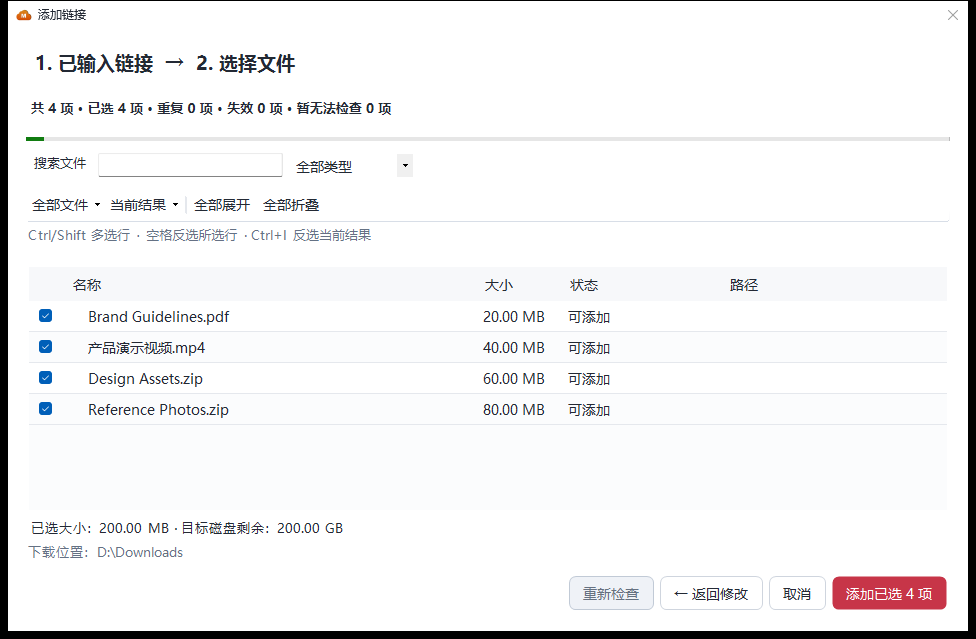 添加链接
1. 已输入链接 → 2. 选择文件
共 4 项 • 已选 4 项 • 重复 0 项 • 失效 0 项 • 暂无法检查 0 项
搜索文件 全部类型
全部文件 当前结果 全部展开 全部折叠
Ctrl/Shift 多选行 · 空格反选所选行 · Ctrl+I 反选当前结果
名称 大小 状态 路径
Brand Guidelines.pdf 20.00 MB 可添加
产品演示视频.mp4 40.00 MB 可添加
Design Assets.zip 60.00 MB 可添加
Reference Photos.zip 80.00 MB 可添加
已选大小：200.00 MB · 目标磁盘剩余：200.00 GB
下载位置：D:\Downloads
重新检查 ← 返回修改 取消 添加已选 4 项